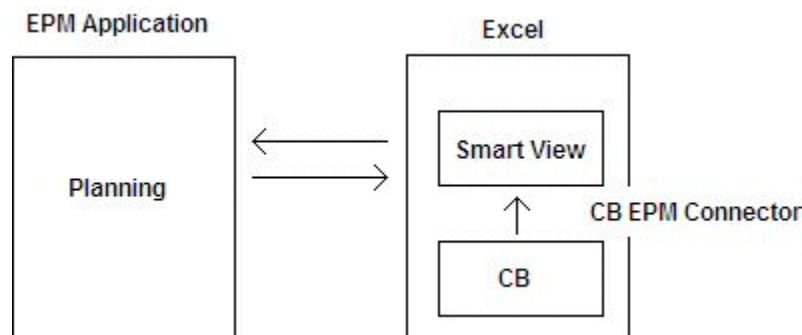 EPM Application
Excel
Planning
Smart View
CB EPM Connector
CB